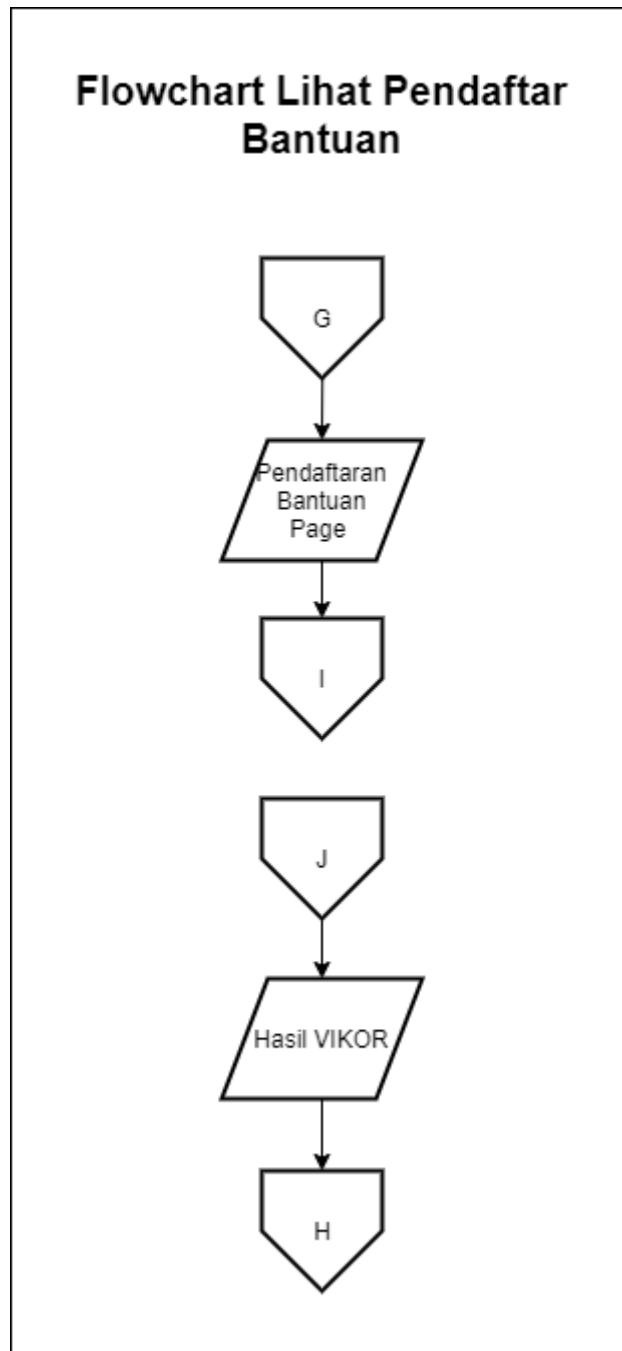 Flowchart Lihat Pendaftar
Bantuan
G
Pendaftaran
Bantuan
Page
I
J
Hasil VIKOR
H